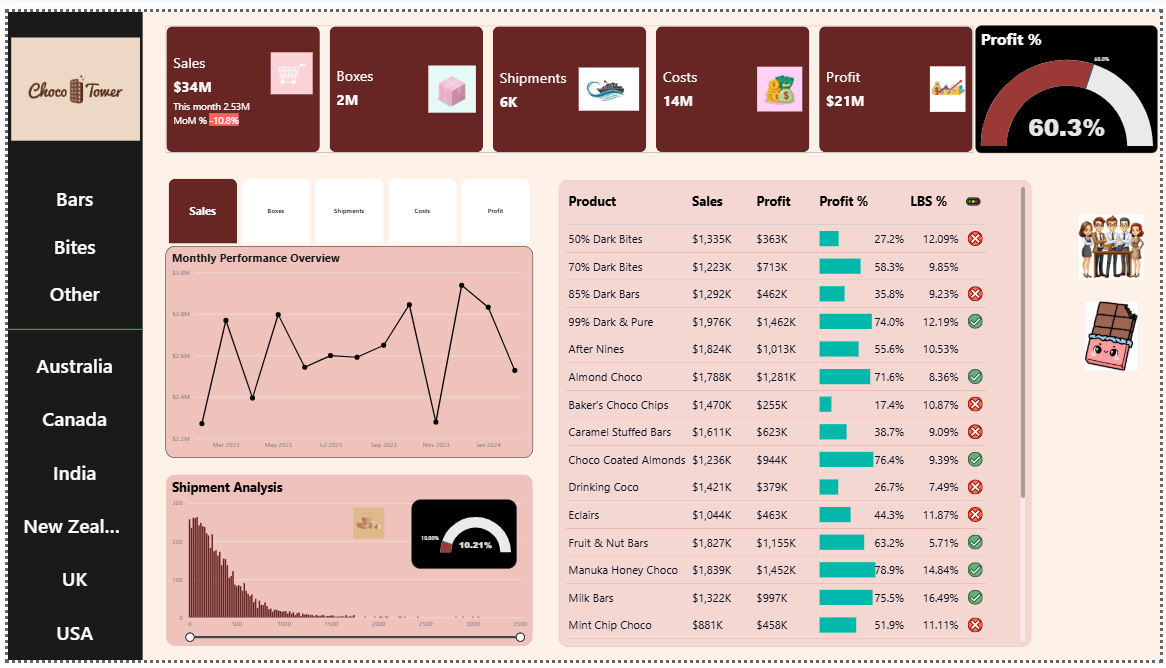 Choco Tower
Bars
Bites
Other
Australia
Canada
India
New Zeal...
UK
USA
Sales
$34M
This month 2.53M
MoM % -10.8%
Boxes
2M
Shipments
6K
Costs
14M
Profit
$21M
Profit %
60.0%
60.3%
Sales Boxes Shipments Costs Profit
Monthly Performance Overview
$3.0M
$2.8M
$2.6M
$2.4M
$2.2M
Mar 2023 May 2023 Jul 2023 Sep 2023 Nov 2023 Jan 2024
Shipment Analysis
300
200
100
0
0 500 1000 1500 2000 2500 3000 3500
10.00%
10.21%
Product Sales Profit Profit % LBS %
50% Dark Bites $1,335K $363K 27.2% 12.09%
70% Dark Bites $1,223K $713K 58.3% 9.85%
85% Dark Bars $1,292K $462K 35.8% 9.23%
99% Dark & Pure $1,976K $1,462K 74.0% 12.19%
After Nines $1,824K $1,013K 55.6% 10.53%
Almond Choco $1,788K $1,281K 71.6% 8.36%
Baker's Choco Chips $1,470K $255K 17.4% 10.87%
Caramel Stuffed Bars $1,611K $623K 38.7% 9.09%
Choco Coated Almonds $1,236K $944K 76.4% 9.39%
Drinking Coco $1,421K $379K 26.7% 7.49%
Eclairs $1,044K $463K 44.3% 11.87%
Fruit & Nut Bars $1,827K $1,155K 63.2% 5.71%
Manuka Honey Choco $1,839K $1,452K 78.9% 14.84%
Milk Bars $1,322K $997K 75.5% 16.49%
Mint Chip Choco $881K $458K 51.9% 11.11%